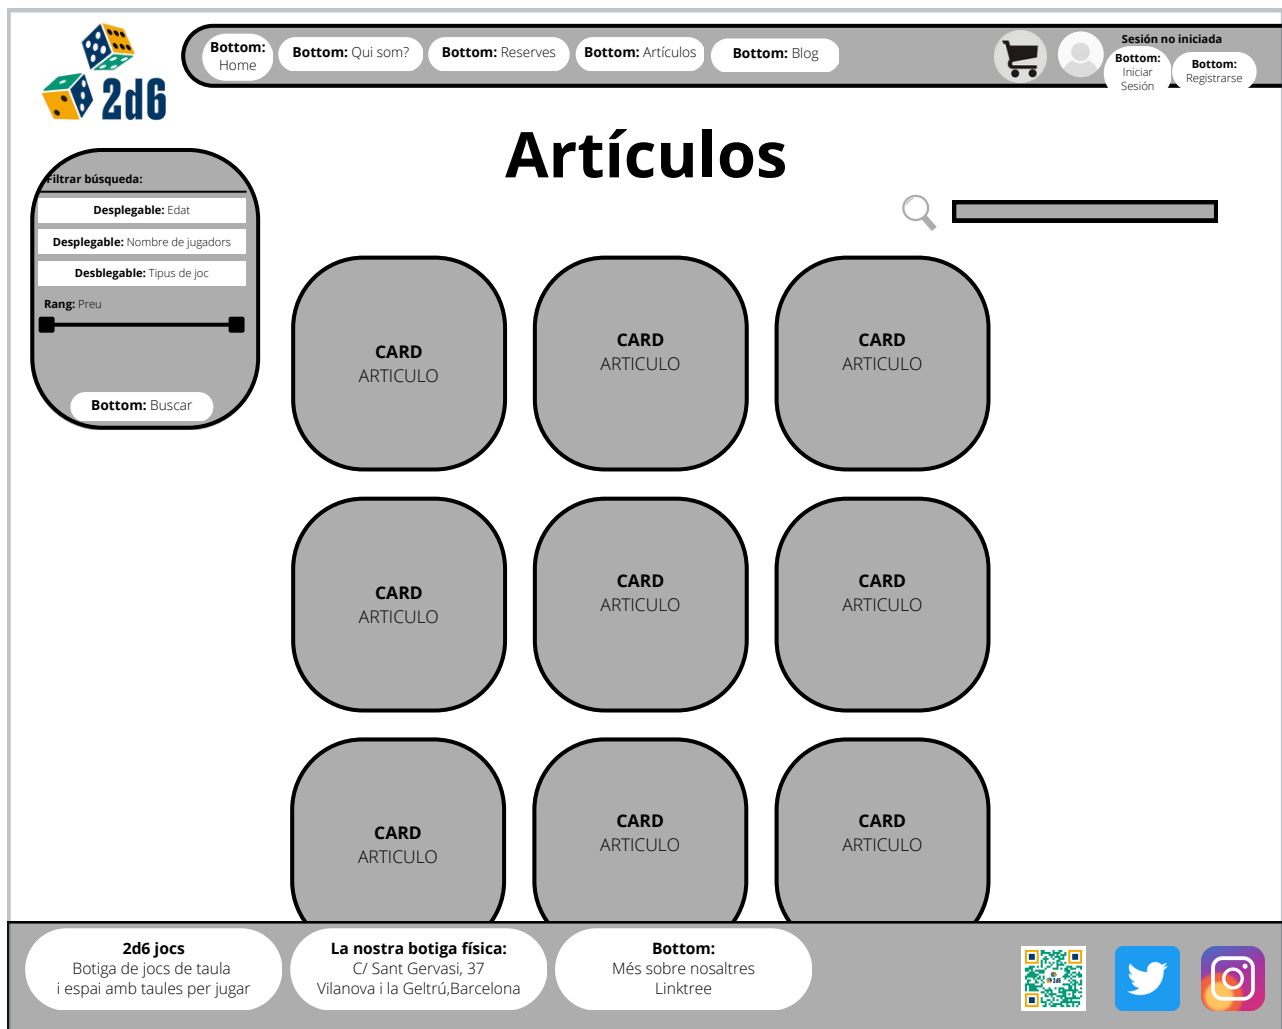 2d6
Bottom:
Home
Bottom: Qui som?
Bottom: Reserves
Bottom: Artículos
Bottom: Blog
Sesión no iniciada
Bottom:
Iniciar
Sesión
Bottom:
Registrarse
Artículos
Filtrar búsqueda:
Desplegable: Edat
Desplegable: Nombre de jugadors
Desblegable: Tipus de joc
Rang: Preu
Bottom: Buscar
CARD
ARTICULO
CARD
ARTICULO
CARD
ARTICULO
CARD
ARTICULO
CARD
ARTICULO
CARD
ARTICULO
CARD
ARTICULO
CARD
ARTICULO
CARD
ARTICULO
2d6 jocs
Botiga de jocs de taula
i espai amb taules per jugar
La nostra botiga física:
C/ Sant Gervasi, 37
Vilanova i la Geltrú,Barcelona
Bottom:
Més sobre nosaltres
Linktree
2d6